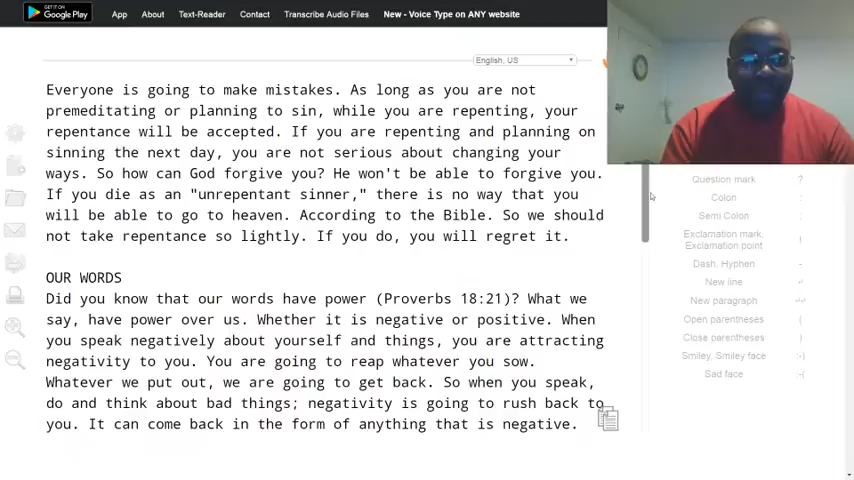 GET IT ON
Google Play
App
About
Text-Reader
Contact
Transcribe Audio Files
New - Voice Type on ANY website
English, US
Everyone is going to make mistakes. As long as you are not
premeditating or planning to sin, while you are repenting, your
repentance will be accepted. If you are repenting and planning on
sinning the next day, you are not serious about changing your
ways. So how can God forgive you? He won't be able to forgive you.
If you die as an "unrepentant sinner," there is no way that you
will be able to go to heaven. According to the Bible. So we should
not take repentance so lightly. If you do, you will regret it.
OUR WORDS
Did you know that our words have power (Proverbs 18:21)? What we
say, have power over us. Whether it is negative or positive. When
you speak negatively about yourself and things, you are attracting
negativity to you. You are going to reap whatever you sow.
Whatever we put out, we are going to get back. So when you speak,
do and think about bad things; negativity is going to rush back to
you. It can come back in the form of anything that is negative.
Question mark ?
Colon :
Semi Colon ;
Exclamation mark, !
Exclamation point
Dash, Hyphen -
New line
New paragraph
Open parentheses (
Close parentheses )
Smiley, Smiley face :-)
Sad face :-(